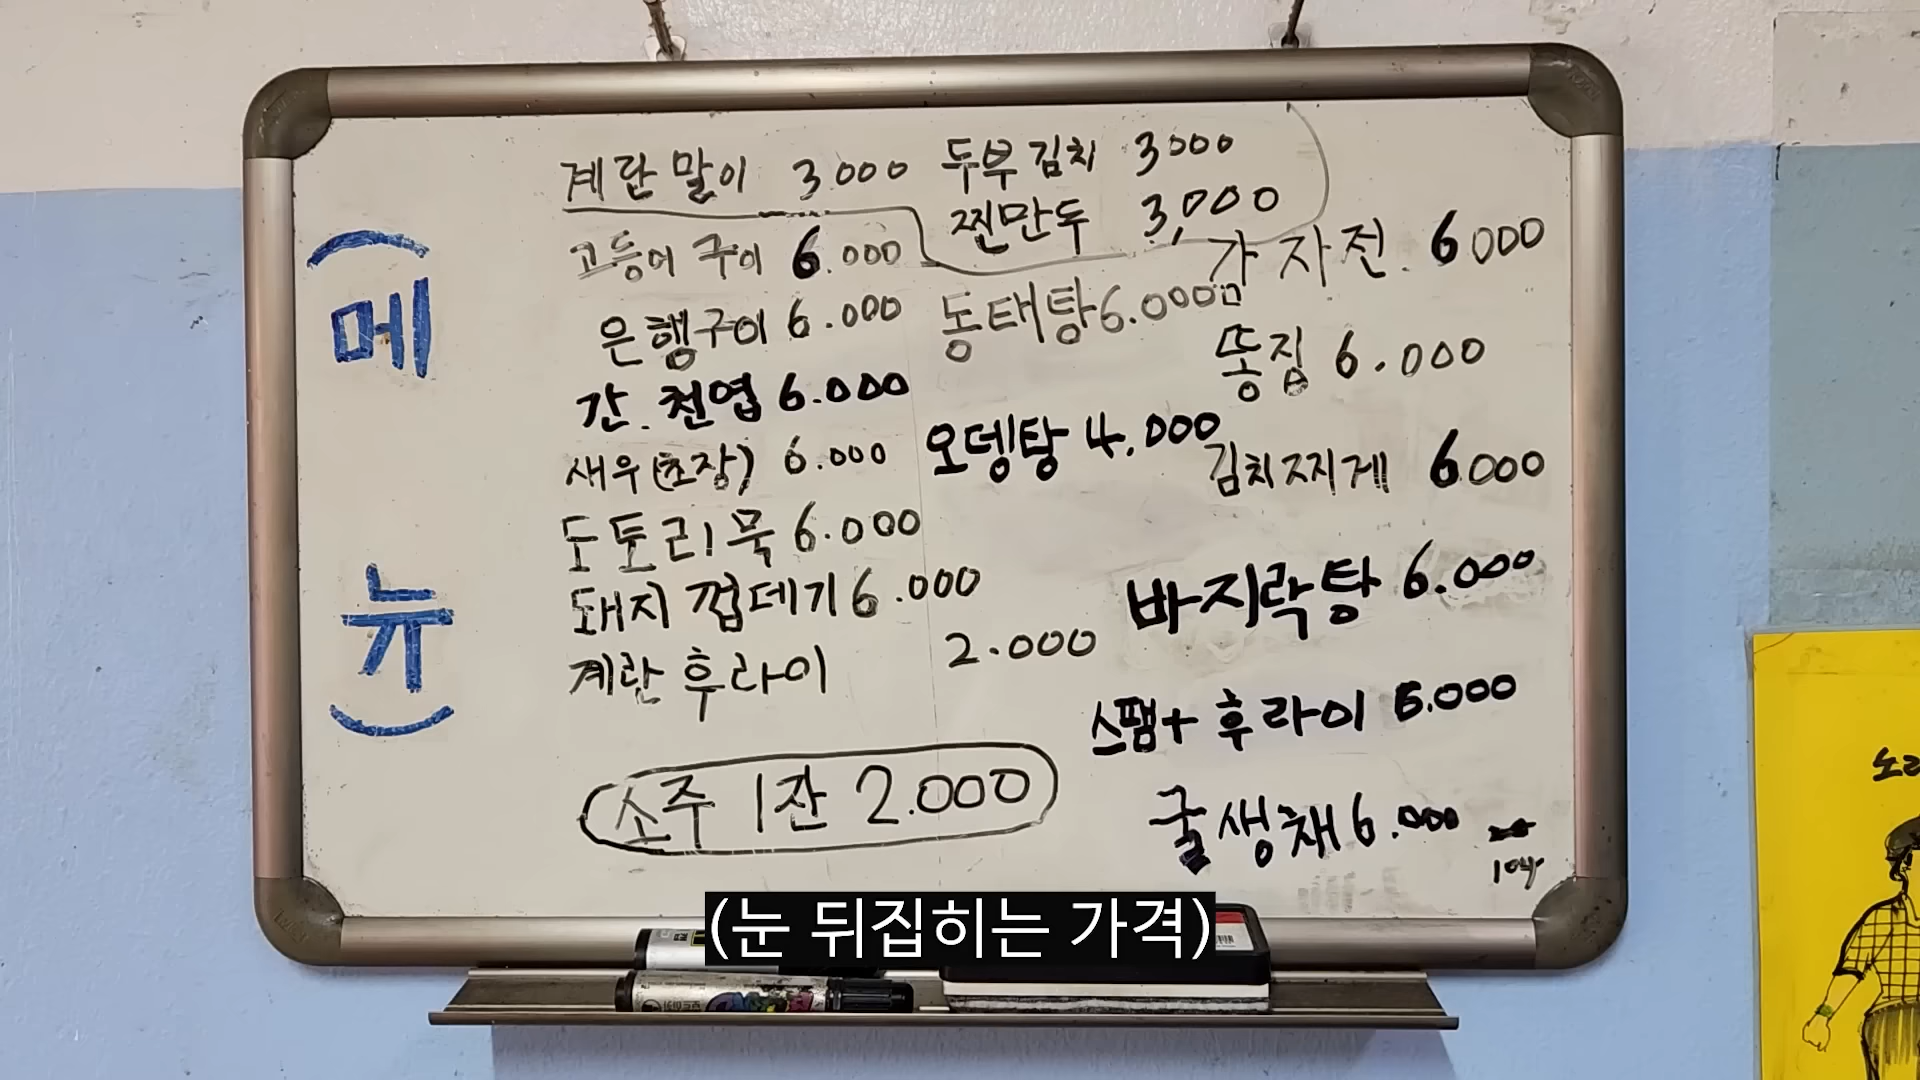 (메
뉴)
계란말이 3.000
고등어 구이 6.000
은행구이 6.000
간.천엽 6.000
새우(초장) 6.000
도토리묵 6.000
돼지 껍데기 6.000
계란 후라이 2.000
소주 1잔 2.000
두부김치 3000
찐만두 3,000
동태탕 6.000
오뎅탕 4.000
감자전. 6000
똥집 6.000
김치찌게 6.000
바지락탕 6.000
스팸+후라이 6.000
굴생채 6.000
(눈 뒤집히는 가격)